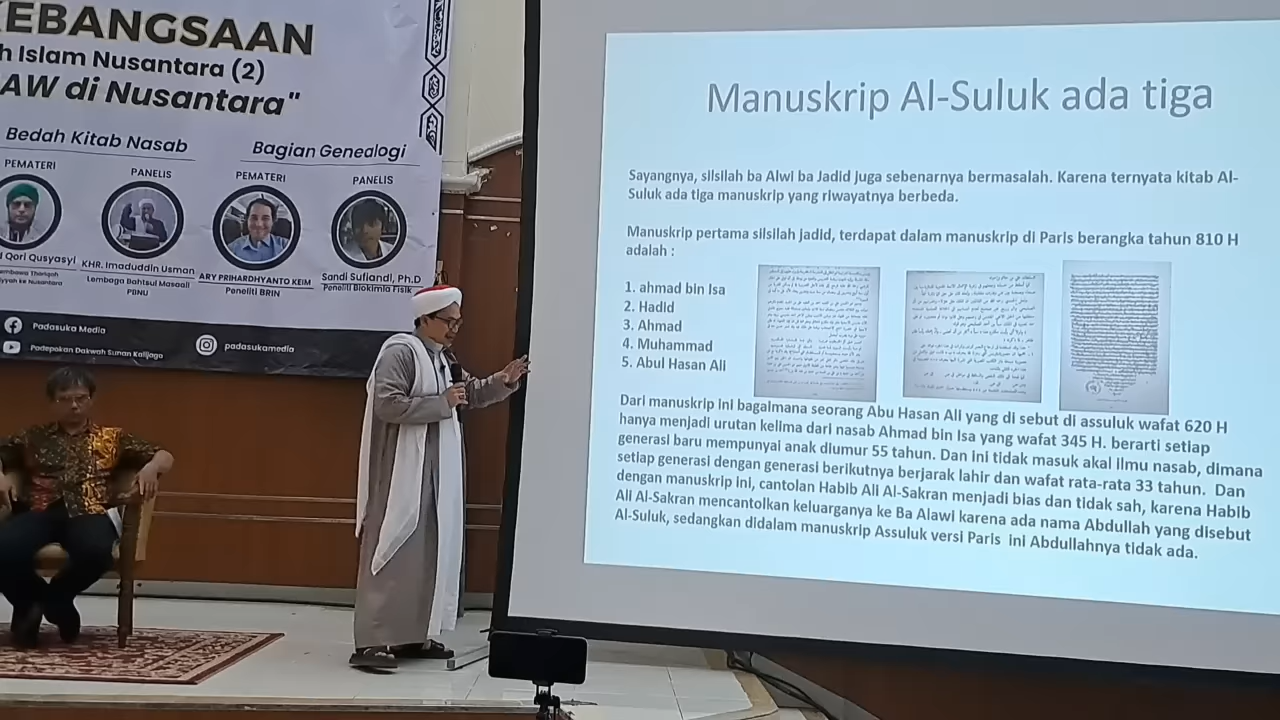 KEBANGSAAN
h Islam Nusantara (2)
AW di Nusantara"
Bedah Kitab Nasab
Bagian Genealogi
PEMATERI
PANELIS
PEMATERI
PANELIS
Qori Qusyasyi
KHR. Imaduddin Usman
Lembaga Bahtsul Masaail
PBNU
ke Nusantara
ARY PRIHARDHYANTO KEIM
Peneliti BRIN
Sandi Sufiandi, Ph.D
Peneliti Biokimia Fisik
Padasuka Media
Padepokan Dakwah Sunan Kalijaga
padasukamedia
Manuskrip Al-Suluk ada tiga
Sayangnya, silsilah ba Alwi ba Jadid juga sebenarnya bermasalah. Karena ternyata kitab Al-
Suluk ada tiga manuskrip yang riwayatnya berbeda.
Manuskrip pertama silsilah jadid, terdapat dalam manuskrip di Paris berangka tahun 810 H
adalah :
1. ahmad bin Isa
2. Hadid
3. Ahmad
4. Muhammad
5. Abul Hasan Ali
Dari manuskrip ini bagaimana seorang Abu Hasan Ali yang di sebut di assuluk wafat 620 H
hanya menjadi urutan kelima dari nasab Ahmad bin Isa yang wafat 345 H. berarti setiap
generasi baru mempunyai anak diumur 55 tahun. Dan ini tidak masuk akal ilmu nasab, dimana
setiap generasi dengan generasi berikutnya berjarak lahir dan wafat rata-rata 33 tahun. Dan
dengan manuskrip ini, cantolan Habib Ali Al-Sakran menjadi bias dan tidak sah, karena Habib
Ali Al-Sakran mencantolkan keluarganya ke Ba Alawi karena ada nama Abdullah yang disebut
Al-Suluk, sedangkan didalam manuskrip Assuluk versi Paris ini Abdullahnya tidak ada.